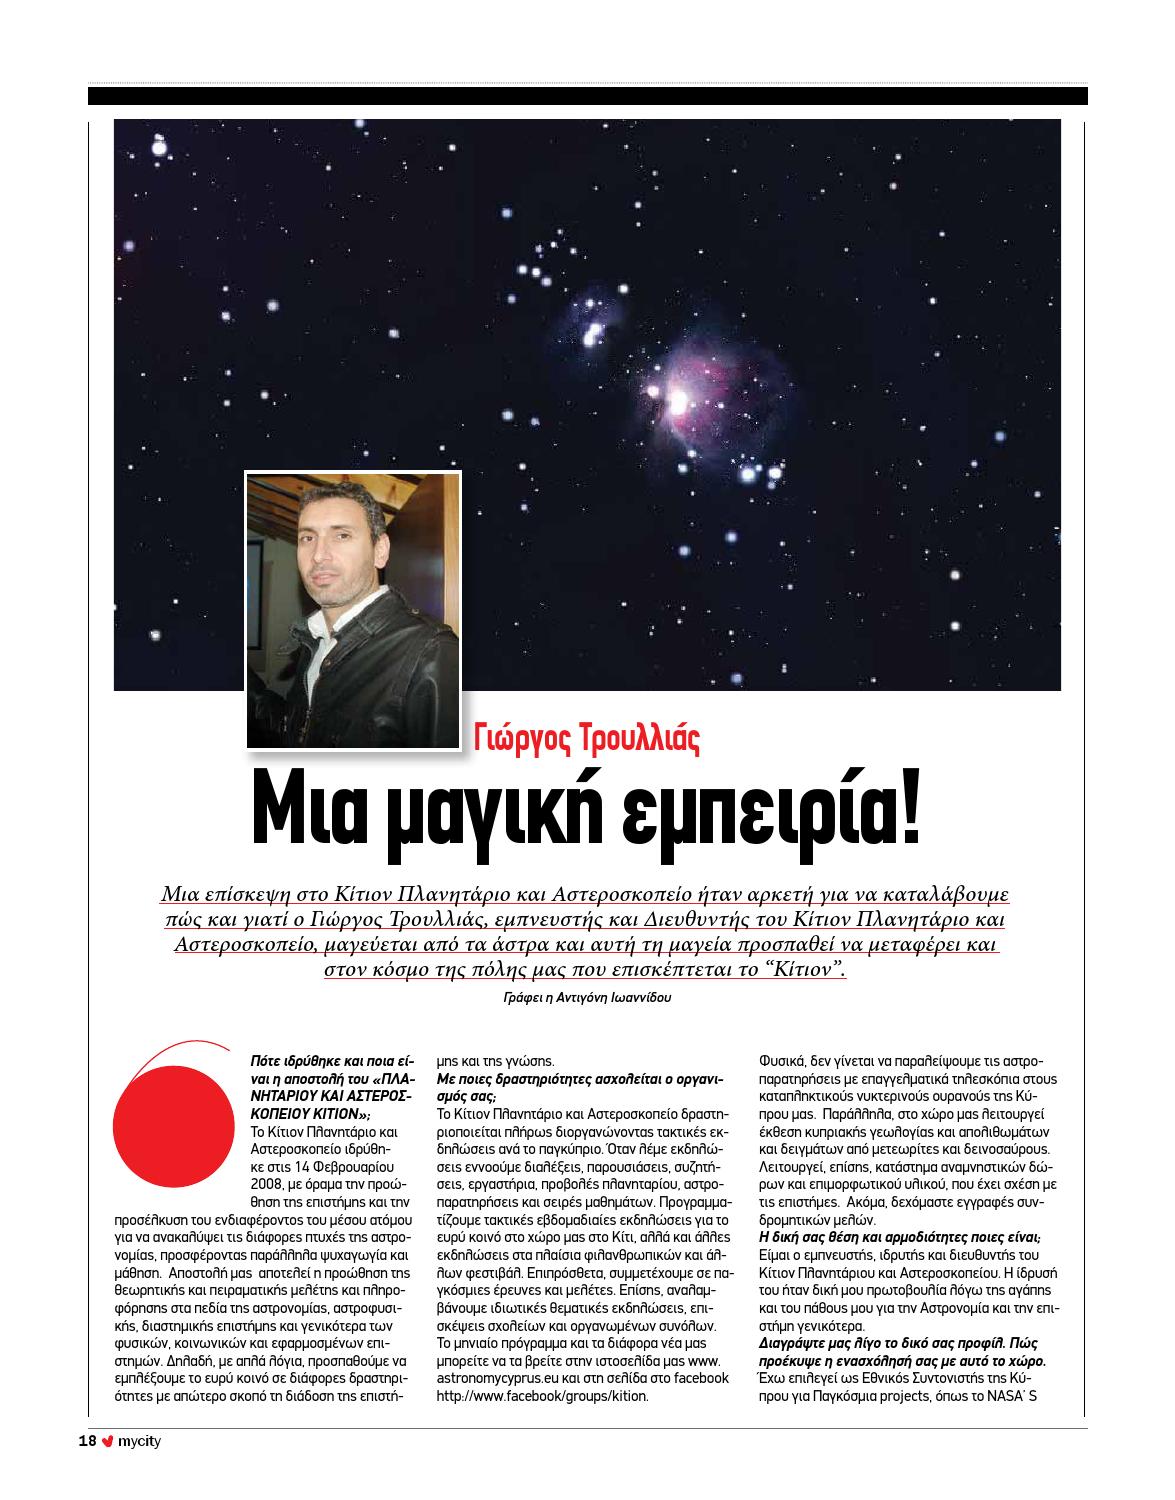 Γιώργος Τρουλλιάς
Μια μαγική εμπειρία!
Μια επίσκεψη στο Κίτιον Πλανητάριο και Αστεροσκοπείο ήταν αρκετή για να καταλάβουμε
πώς και γιατί ο Γιώργος Τρουλλιάς, εμπνευστής και Διευθυντής του Κίτιον Πλανητάριο και
Αστεροσκοπείο, μαγεύεται από τα άστρα και αυτή τη μαγεία προσπαθεί να μεταφέρει και
στον κόσμο της πόλης μας που επισκέπτεται το “Κίτιον”.
Γράφει η Αντιγόνη Ιωαννίδου
Πότε ιδρύθηκε και ποια εί-
ναι η αποστολή του «ΠΛΑ-
ΝΗΤΑΡΙΟΥ ΚΑΙ ΑΣΤΕΡΟΣ-
ΚΟΠΕΙΟΥ ΚΙΤΙΟΝ»;
Το Κίτιον Πλανητάριο και
Αστεροσκοπείο ιδρύθη-
κε στις 14 Φεβρουαρίου
2008, με όραμα την προώ-
θηση της επιστήμης και την
προσέλκυση του ενδιαφέροντος του μέσου ατόμου
για να ανακαλύψει τις διάφορες πτυχές της αστρο-
νομίας, προσφέροντας παράλληλα ψυχαγωγία και
μάθηση. Αποστολή μας αποτελεί η προώθηση της
θεωρητικής και πειραματικής μελέτης και πληρο-
φόρησης στα πεδία της αστρονομίας, αστροφυσι-
κής, διαστημικής επιστήμης και γενικότερα των
φυσικών, κοινωνικών και εφαρμοσμένων επι-
στημών. Δηλαδή, με απλά λόγια, προσπαθούμε να
εμπλέξουμε το ευρύ κοινό σε διάφορες δραστηρι-
ότητες με απώτερο σκοπό τη διάδοση της επιστή-
μης και της γνώσης.
Με ποιες δραστηριότητες ασχολείται ο οργανι-
σμός σας;
Το Κίτιον Πλανητάριο και Αστεροσκοπείο δραστη-
ριοποιείται πλήρως διοργανώνοντας τακτικές εκ-
δηλώσεις ανά το παγκύπριο. Όταν λέμε εκδηλώ-
σεις εννοούμε διαλέξεις, παρουσιάσεις, συζητή-
σεις, εργαστήρια, προβολές πλανηταρίου, αστρο-
παρατηρήσεις και σειρές μαθημάτων. Προγραμμα-
τίζουμε τακτικές εβδομαδιαίες εκδηλώσεις για το
ευρύ κοινό στο χώρο μας στο Κίτι, αλλά και άλλες
εκδηλώσεις στα πλαίσια φιλανθρωπικών και άλ-
λων φεστιβάλ. Επιπρόσθετα, συμμετέχουμε σε πα-
γκόσμιες έρευνες και μελέτες. Επίσης, αναλαμ-
βάνουμε ιδιωτικές θεματικές εκδηλώσεις, επι-
σκέψεις σχολείων και οργανωμένων συνόλων.
Το μηνιαίο πρόγραμμα και τα διάφορα νέα μας
μπορείτε να τα βρείτε στην ιστοσελίδα μας www.
astronomycyprus.eu και στη σελίδα στο facebook
http://www.facebook/groups/kition.
Φυσικά, δεν γίνεται να παραλείψουμε τις αστρο-
παρατηρήσεις με επαγγελματικά τηλεσκόπια στους
καταπληκτικούς νυκτερινούς ουρανούς της Κύ-
πρου μας. Παράλληλα, στο χώρο μας λειτουργεί
έκθεση κυπριακής γεωλογίας και απολιθωμάτων
και δειγμάτων από μετεωρίτες και δεινοσαύρους.
Λειτουργεί, επίσης, κατάστημα αναμνηστικών δώ-
ρων και επιμορφωτικού υλικού, που έχει σχέση με
τις επιστήμες. Ακόμα, δεχόμαστε εγγραφές συν-
δρομητικών μελών.
Η δική σας θέση και αρμοδιότητες ποιες είναι;
Είμαι ο εμπνευστής, ιδρυτής και διευθυντής του
Κίτιον Πλανητάριου και Αστεροσκοπείου. Η ίδρυσή
του ήταν δική μου πρωτοβουλία λόγω της αγάπης
και του πάθους μου για την Αστρονομία και την επι-
στήμη γενικότερα.
Διαγράψτε μας λίγο το δικό σας προφίλ. Πώς
προέκυψε η ενασχόλησή σας με αυτό το χώρο.
Έχω επιλεγεί ως Εθνικός Συντονιστής της Κύ-
πρου για Παγκόσμια projects, όπως το NASA’ S
18 mycity